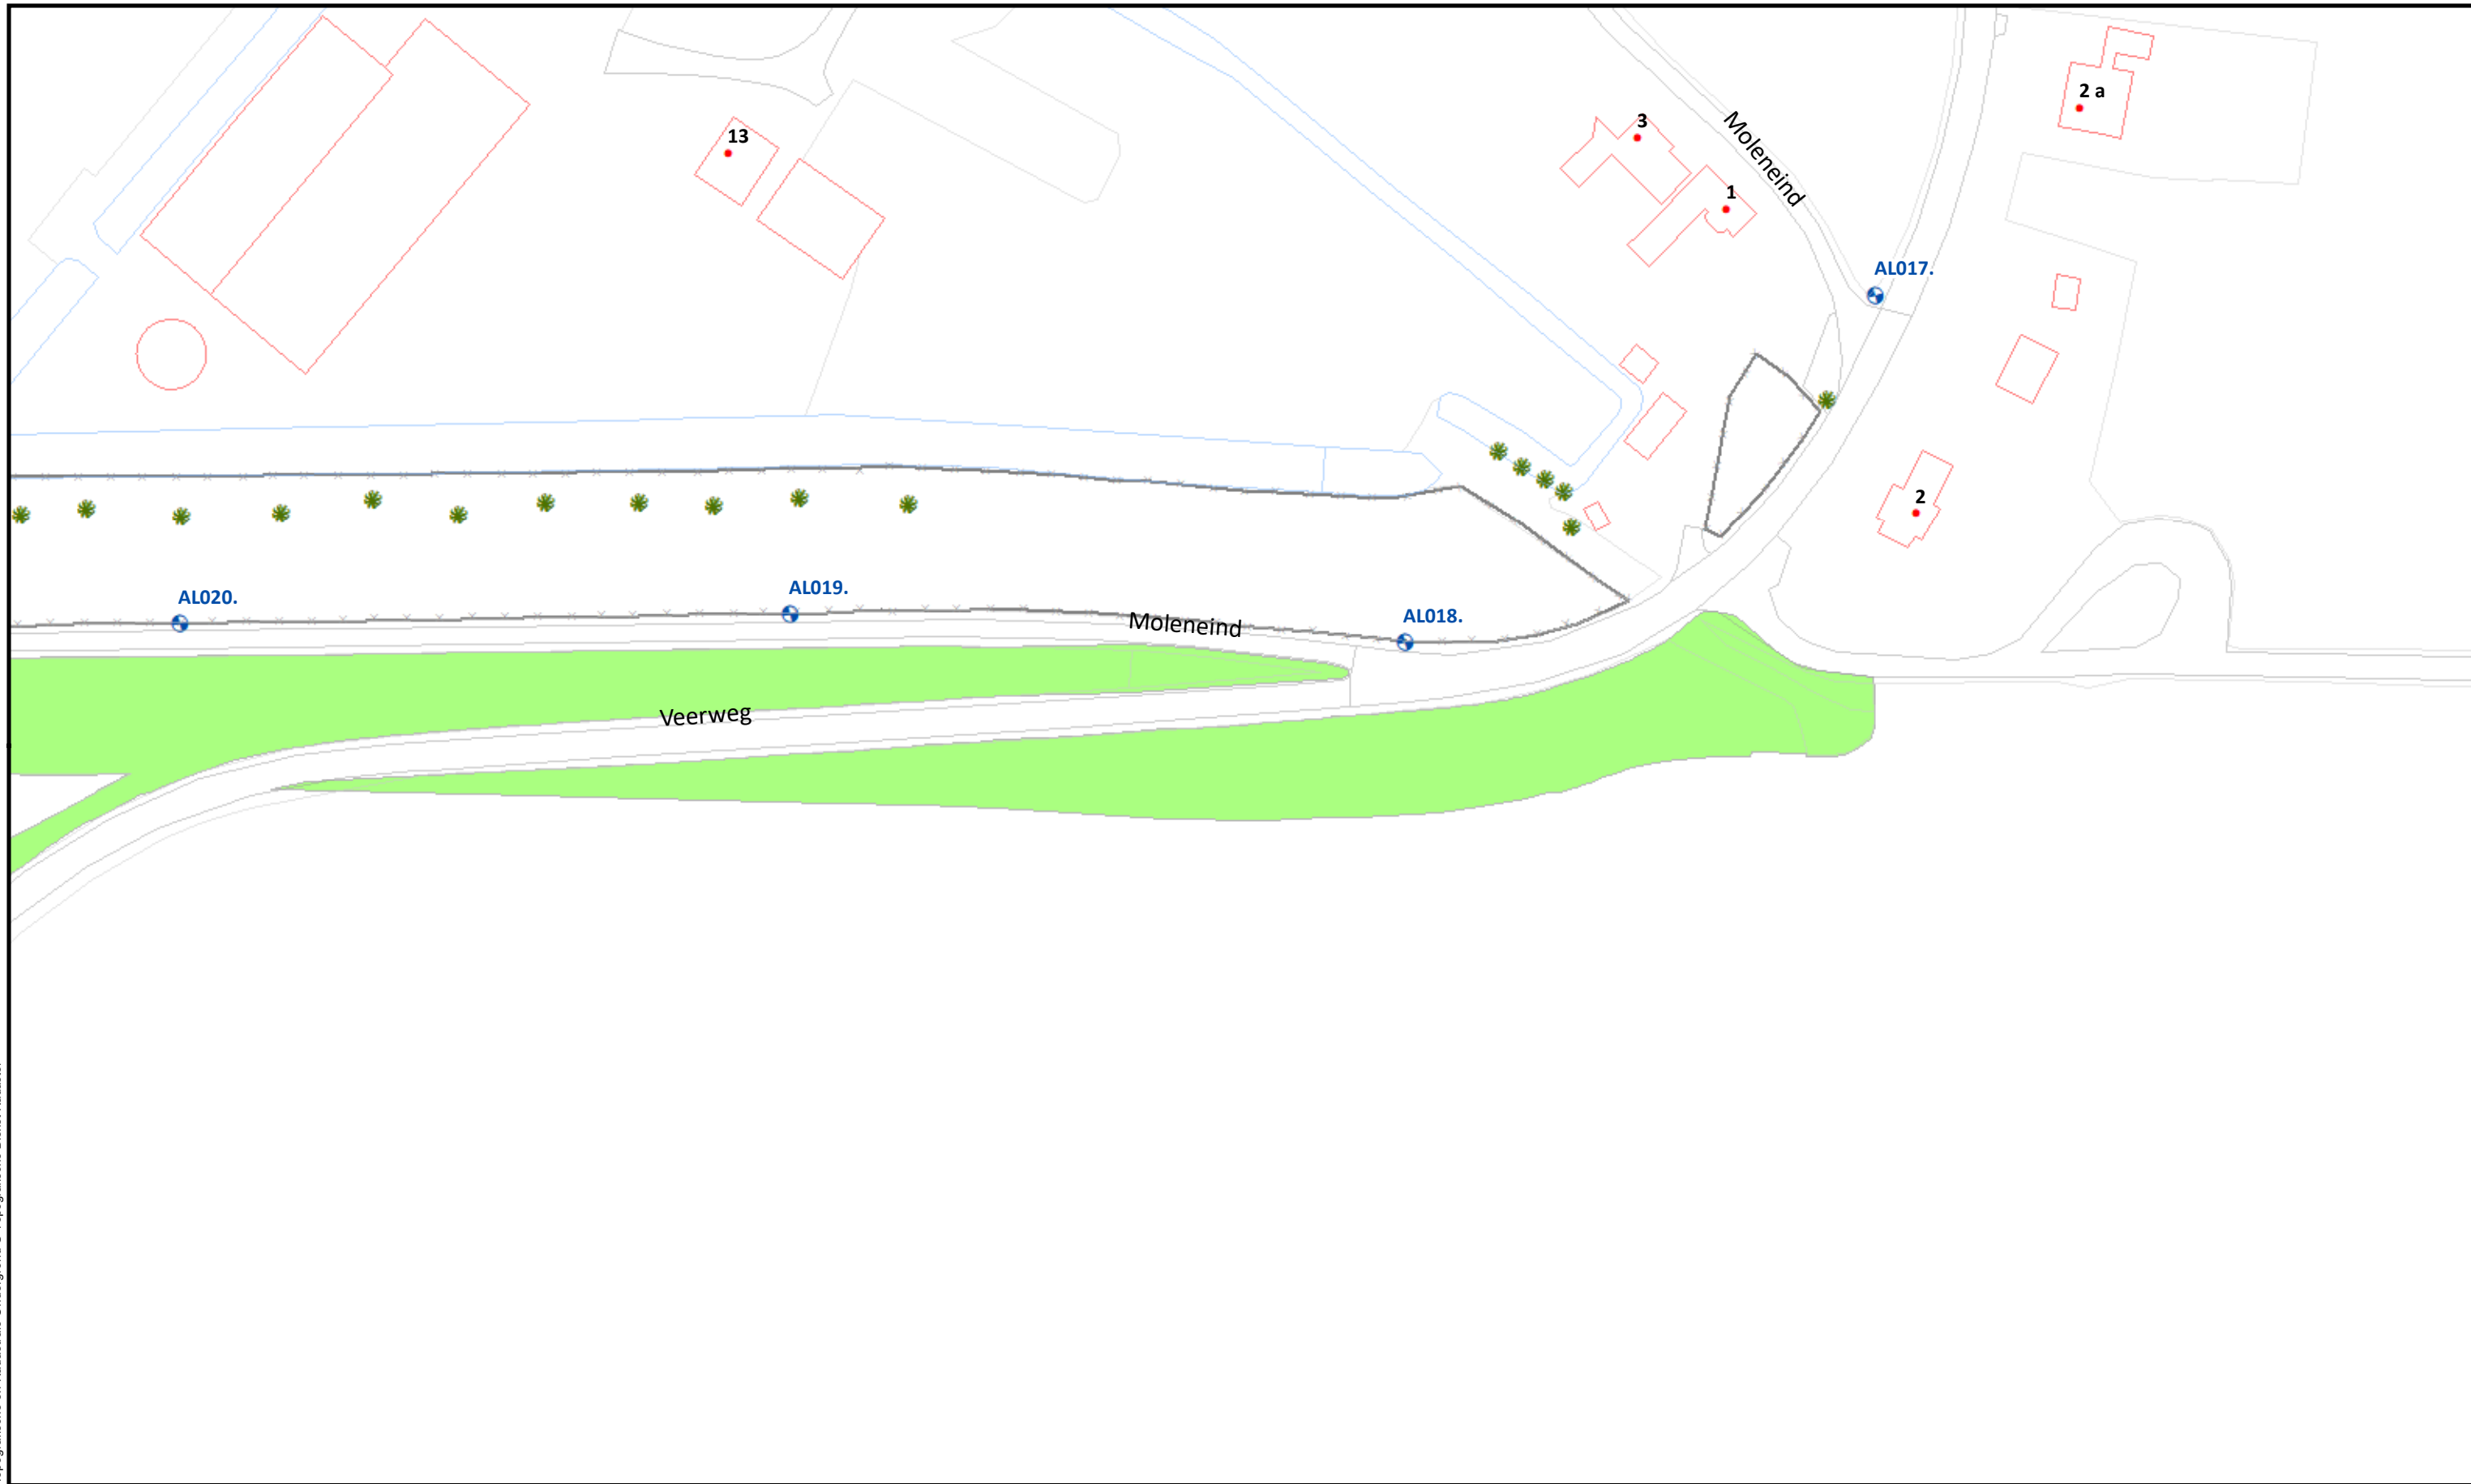 2 a
13
3
Moleneind
1
AL017.
2
AL019.
AL020.
AL018.
Moleneind
Veerweg